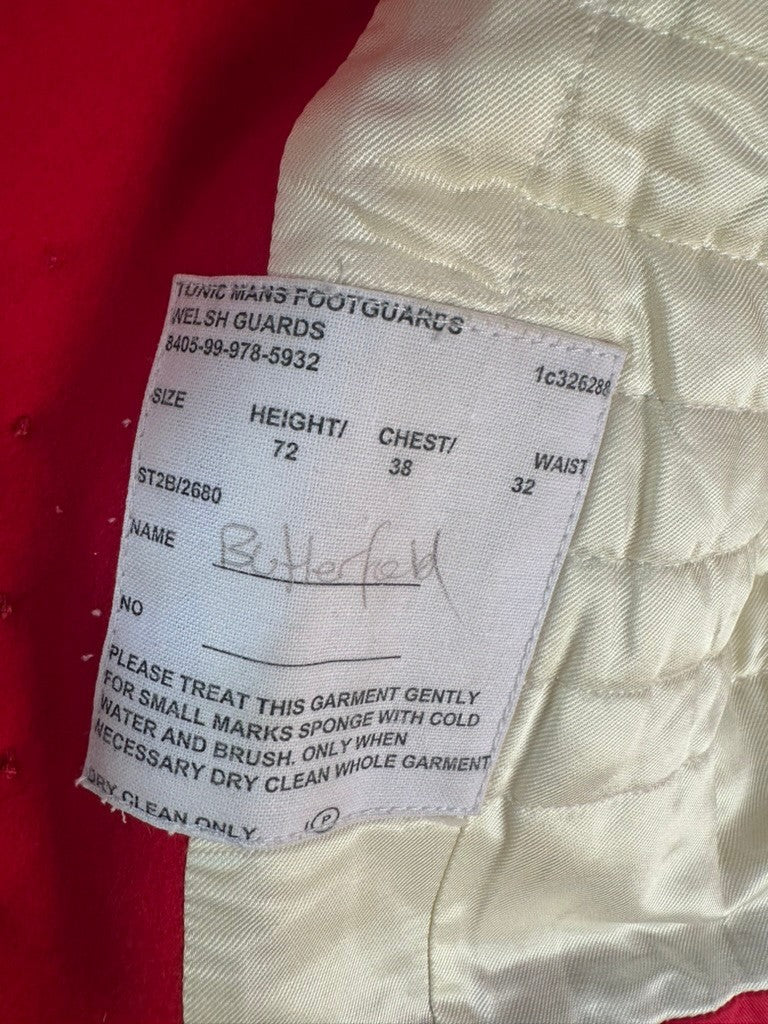 TUNIC MANS FOOTGUARDS
WELSH GUARDS
8405-99-978-5932 1c326288
SIZE HEIGHT/ CHEST/ WAIST
72 38 32
ST2B/2680
NAME Butterfield
NO
PLEASE TREAT THIS GARMENT GENTLY
FOR SMALL MARKS SPONGE WITH COLD
WATER AND BRUSH. ONLY WHEN
NECESSARY DRY CLEAN WHOLE GARMENT
DRY CLEAN ONLY P